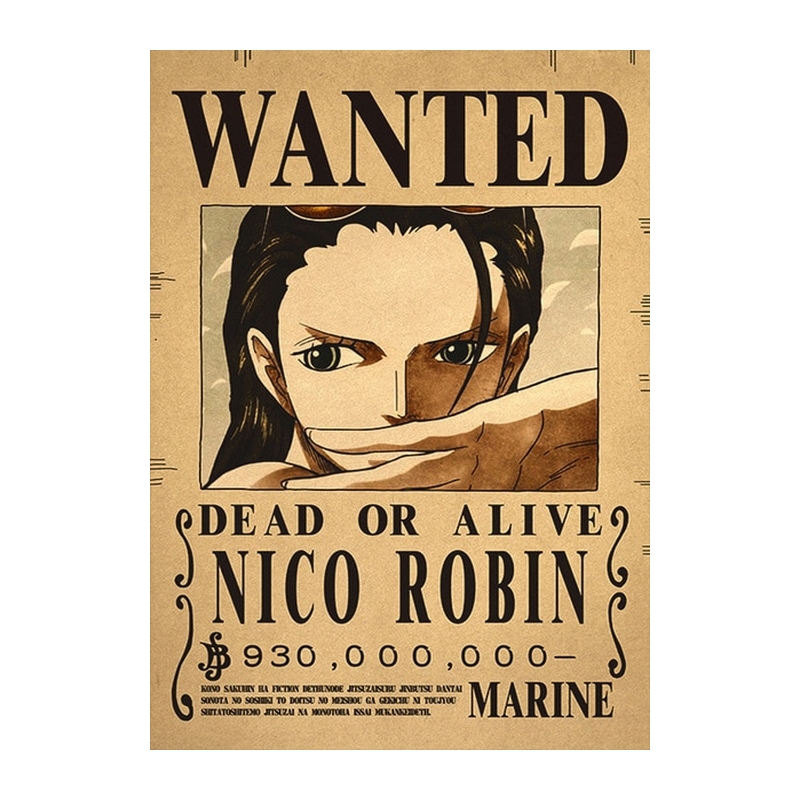 WANTED
DEAD OR ALIVE
NICO ROBIN
฿930,000,000–
KONO SAKUHIN HA FICTION DETHUNODE JITSUZAISURU JINBUTSU DANTAI
SONOTA NO SOSHIKI TO DOITSU NO MEISHOU GA GEKICHU NI TOUJYOU
SHITATOSHITEMO JITSUZAI NA MONOTOHA ISSAI MUKANKEIDETH.
MARINE